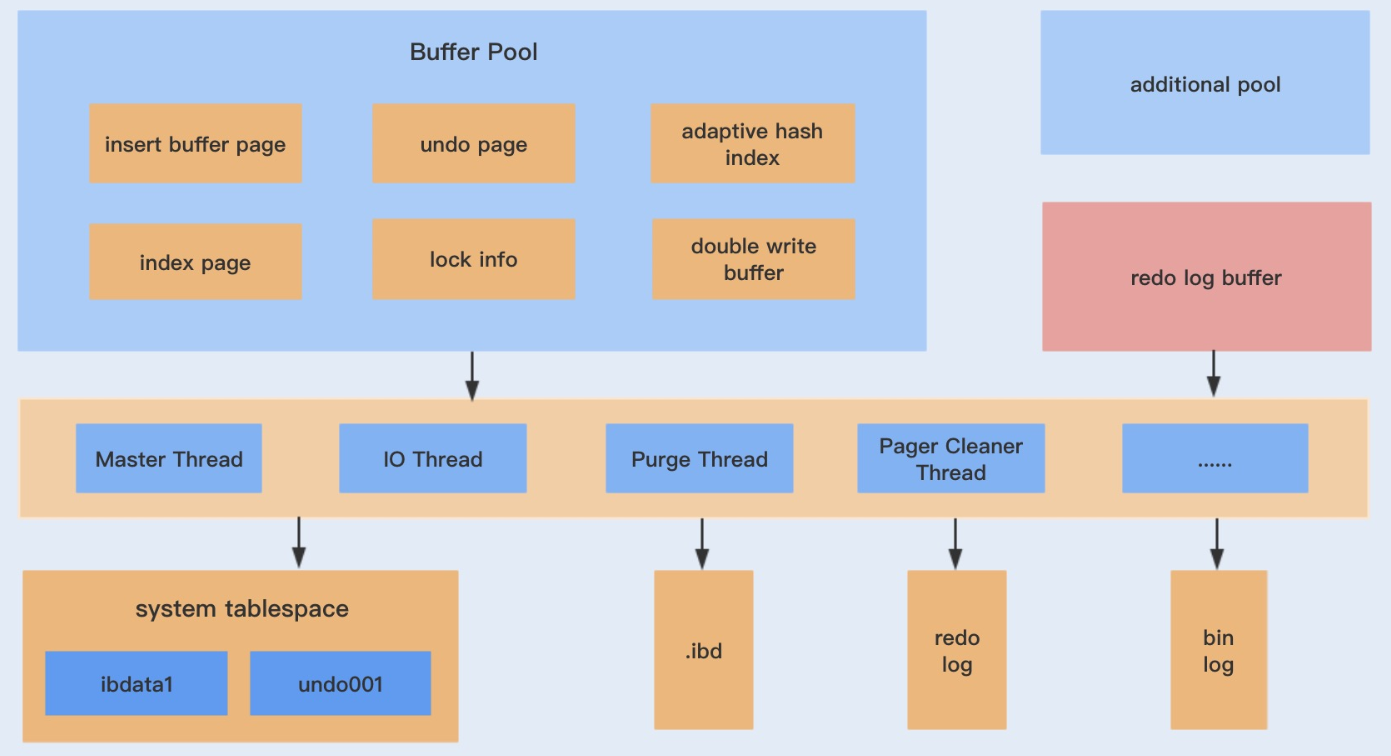 Buffer Pool
additional pool
insert buffer page
undo page
adaptive hash
index
index page
lock info
double write
buffer
redo log buffer
Master Thread
IO Thread
Purge Thread
Pager Cleaner
Thread
......
system tablespace
ibdata1
undo001
.ibd
redo
log
bin
log